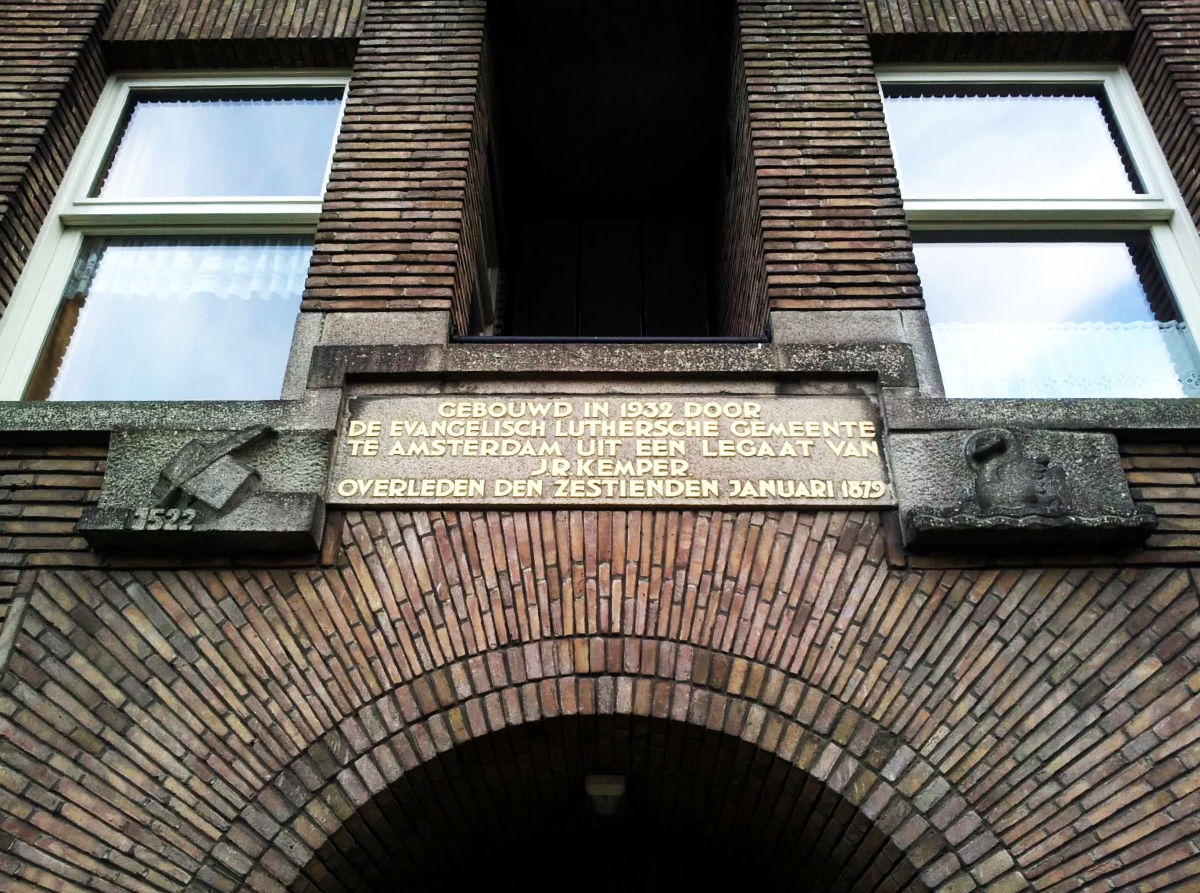 GEBOUWD IN 1932 DOOR
DE EVANGELISCH LUTHERSCHE GEMEENTE
TE AMSTERDAM UIT EEN LEGAAT VAN
J R KEMPER
OVERLEDEN DEN ZESTIENDEN JANUARI 1879
1522